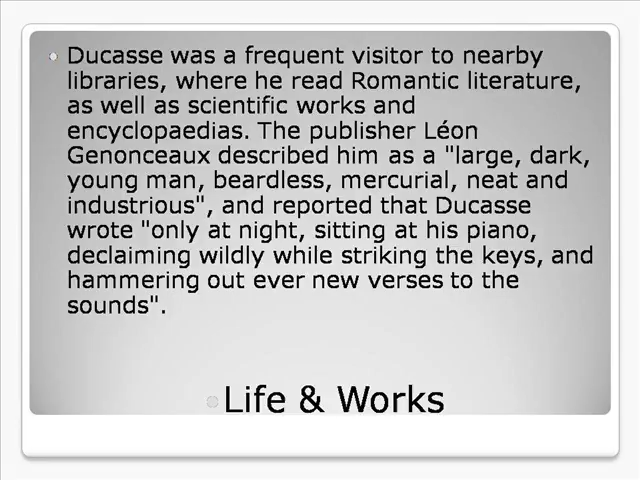 Ducasse was a frequent visitor to nearby
libraries, where he read Romantic literature,
as well as scientific works and
encyclopaedias. The publisher Léon
Genonceaux described him as a "large, dark,
young man, beardless, mercurial, neat and
industrious", and reported that Ducasse
wrote "only at night, sitting at his piano,
declaiming wildly while striking the keys, and
hammering out ever new verses to the
sounds".
Life & Works